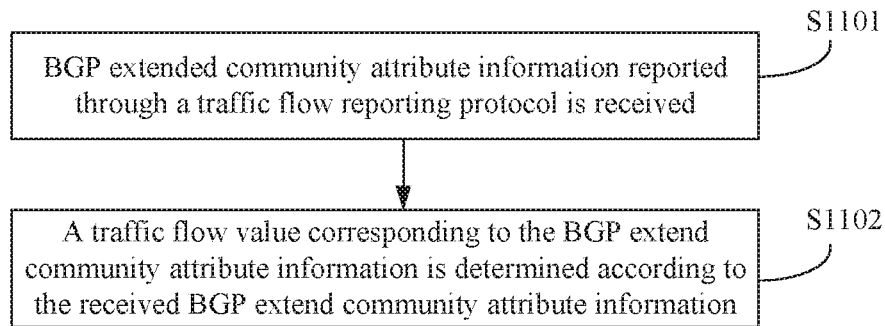 S1101
BGP extended community attribute information reported
through a traffic flow reporting protocol is received
S1102
A traffic flow value corresponding to the BGP extend
community attribute information is determined according to
the received BGP extend community attribute information